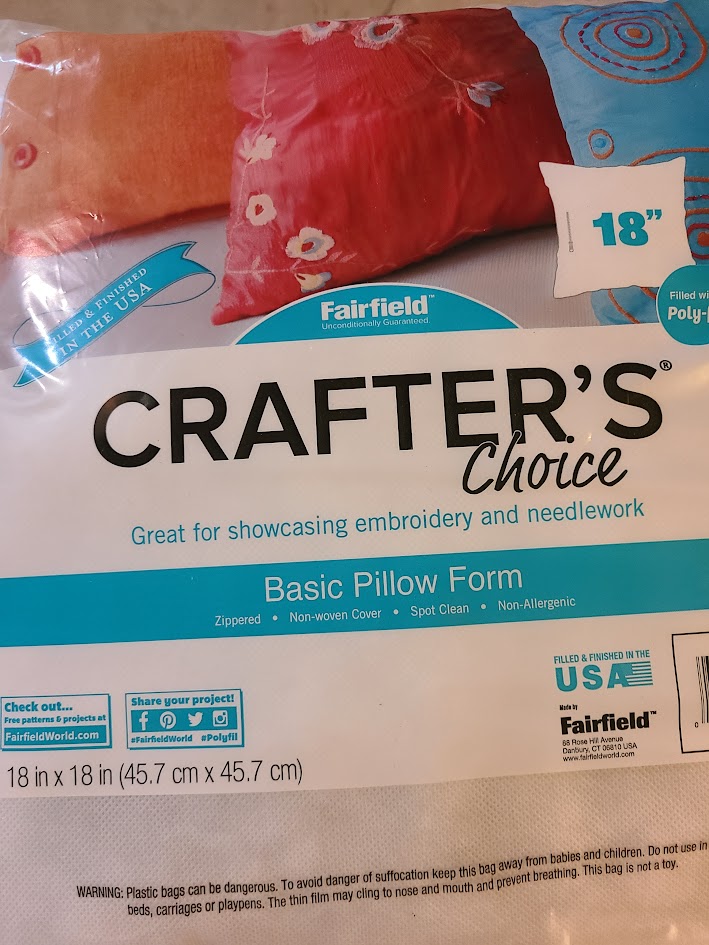 18”
FILLED & FINISHED
IN THE USA
Fairfield™
Unconditionally Guaranteed.
Filled
Poly-
CRAFTER’S®
Choice
Great for showcasing embroidery and needlework
Basic Pillow Form
Zippered • Non-woven Cover • Spot Clean • Non-Allergenic
FILLED & FINISHED IN THE
USA
Check out...
Free patterns & projects at
FairfieldWorld.com
Share your project!
#FairfieldWorld #Polyfil
Made by
Fairfield™
88 Rose Hill Avenue
Danbury, CT 06810 USA
www.fairfieldworld.com
0
18 in x 18 in (45.7 cm x 45.7 cm)
WARNING: Plastic bags can be dangerous. To avoid danger of suffocation keep this bag away from babies and children. Do not use in
beds, carriages or playpens. The thin film may cling to nose and mouth and prevent breathing. This bag is not a toy.